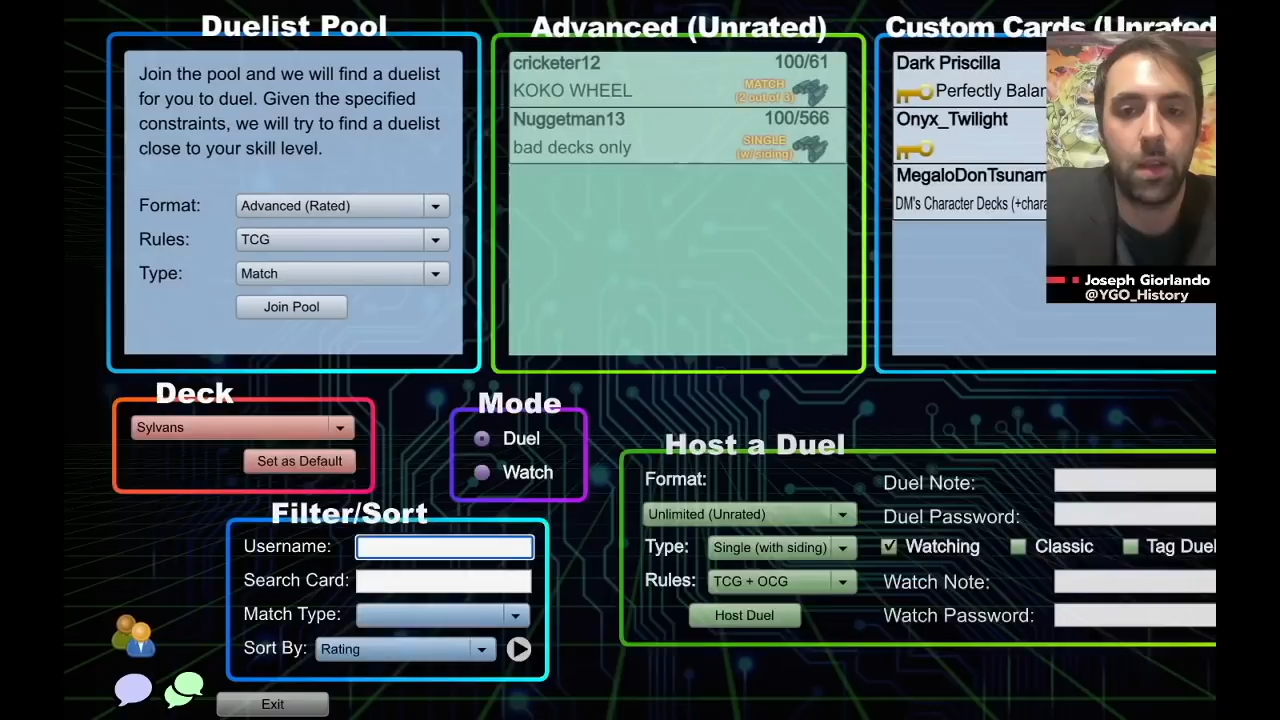 Duelist Pool
Join the pool and we will find a duelist
for you to duel. Given the specified
constraints, we will try to find a duelist
close to your skill level.
Format: Advanced (Rated)
Rules: TCG
Type: Match
Join Pool
Advanced (Unrated)
cricketer12 100/61
KOKO WHEEL MATCH
(2 out of 3)
Nuggetman13 100/566
bad decks only SINGLE
(w/ siding)
Custom Cards (Unrated
Dark Priscilla
Perfectly Balan
Onyx_Twilight
MegaloDonTsunam
DM's Character Decks (+chara
Joseph Giorlando
@YGO_History
Deck
Sylvans
Set as Default
Mode
Duel
Watch
Filter/Sort
Username:
Search Card:
Match Type:
Sort By: Rating
Exit
Host a Duel
Format:
Unlimited (Unrated)
Type: Single (with siding)
Rules: TCG + OCG
Host Duel
Duel Note:
Duel Password:
Watching Classic Tag Duel
Watch Note:
Watch Password: